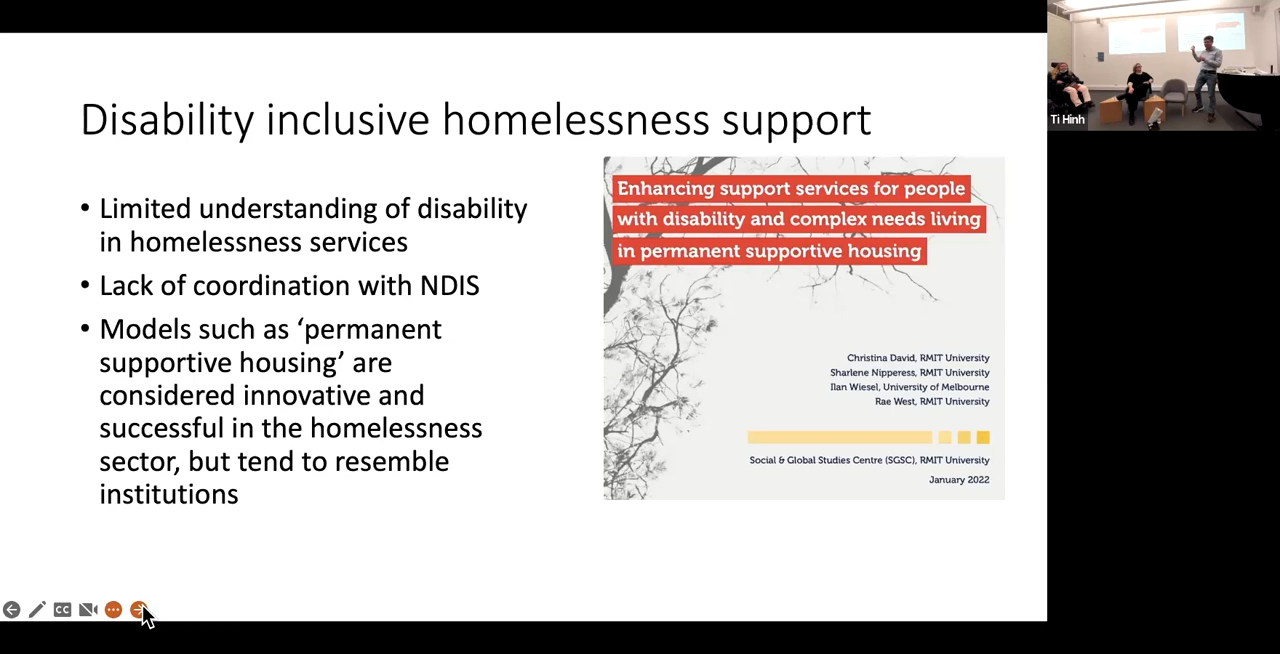 Disability inclusive homelessness support
• Limited understanding of disability
in homelessness services
• Lack of coordination with NDIS
• Models such as ‘permanent
supportive housing’ are
considered innovative and
successful in the homelessness
sector, but tend to resemble
institutions
Enhancing support services for people
with disability and complex needs living
in permanent supportive housing
Christina David, RMIT University
Sharlene Nipperess, RMIT University
Ilan Wiesel, University of Melbourne
Rae West, RMIT University
Social & Global Studies Centre (SGSC), RMIT University
January 2022
CC
Ti Hinh